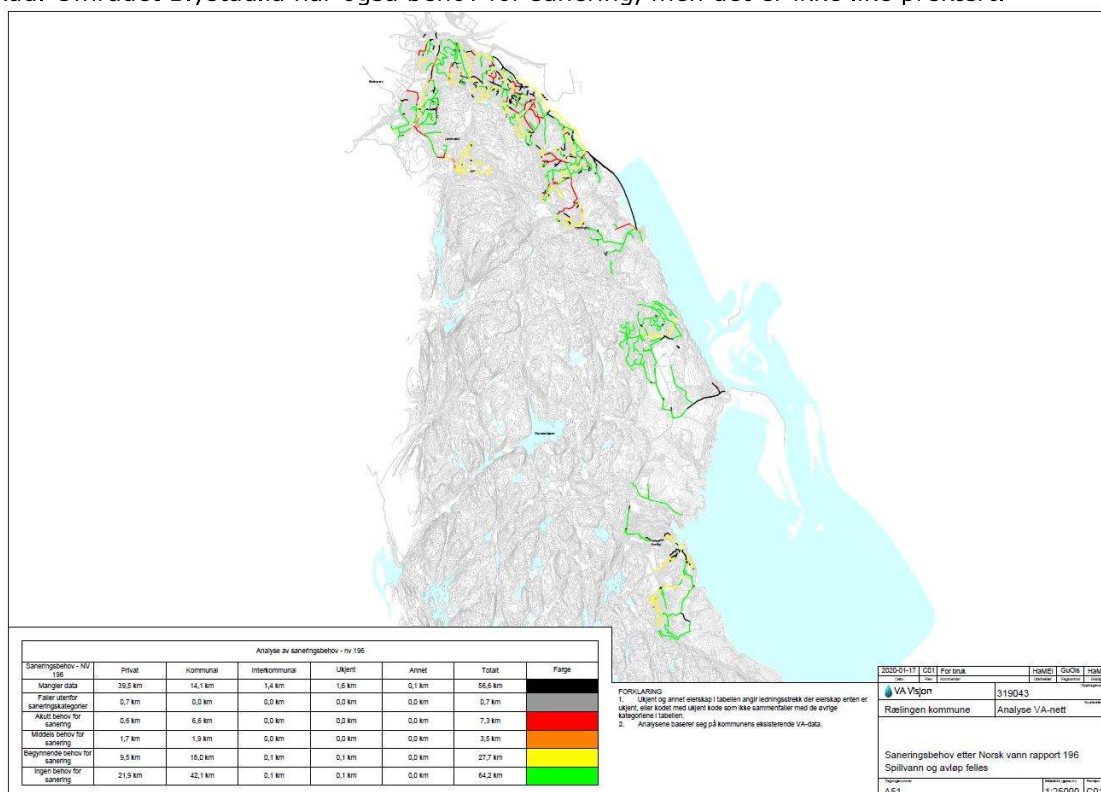 sanering, men det er ikke like prekært.
Analyse av saneringsbehov - nv 196
Saneringsbehov - NV 196 Privat Kommunal Interkommunal Ukjent Annet Totalt Farge
Mangler data 39,5 km 14,1 km 1,4 km 1,6 km 0,1 km 56,6 km
Faller utenfor saneringskategorier 0,7 km 0,0 km 0,0 km 0,0 km 0,0 km 0,7 km
Akutt behov for sanering 0,6 km 6,6 km 0,0 km 0,0 km 0,0 km 7,3 km
Middels behov for sanering 1,7 km 1,9 km 0,0 km 0,0 km 0,0 km 3,5 km
Begynnende behov for sanering 9,5 km 18,0 km 0,1 km 0,1 km 0,0 km 27,7 km
Ingen behov for sanering 21,9 km 42,1 km 0,1 km 0,1 km 0,0 km 64,2 km
FORKLARING
1. Ukjent og annet eierskap i tabellen angir ledningsstrekk der eierskap enten er
ukjent, eller kodet med ukjent kode som ikke sammenfaller med de øvrige
kategoriene i tabellen.
2. Analysene baserer seg på kommunens eksisterende VA-data.
2020-01-17 C01 For bruk HaMEl GuOls HaM
VA Visjon 319043
Rælingen kommune Analyse VA-nett
Saneringsbehov etter Norsk vann rapport 196
Spillvann og avløp felles
A51 1:25000 C01